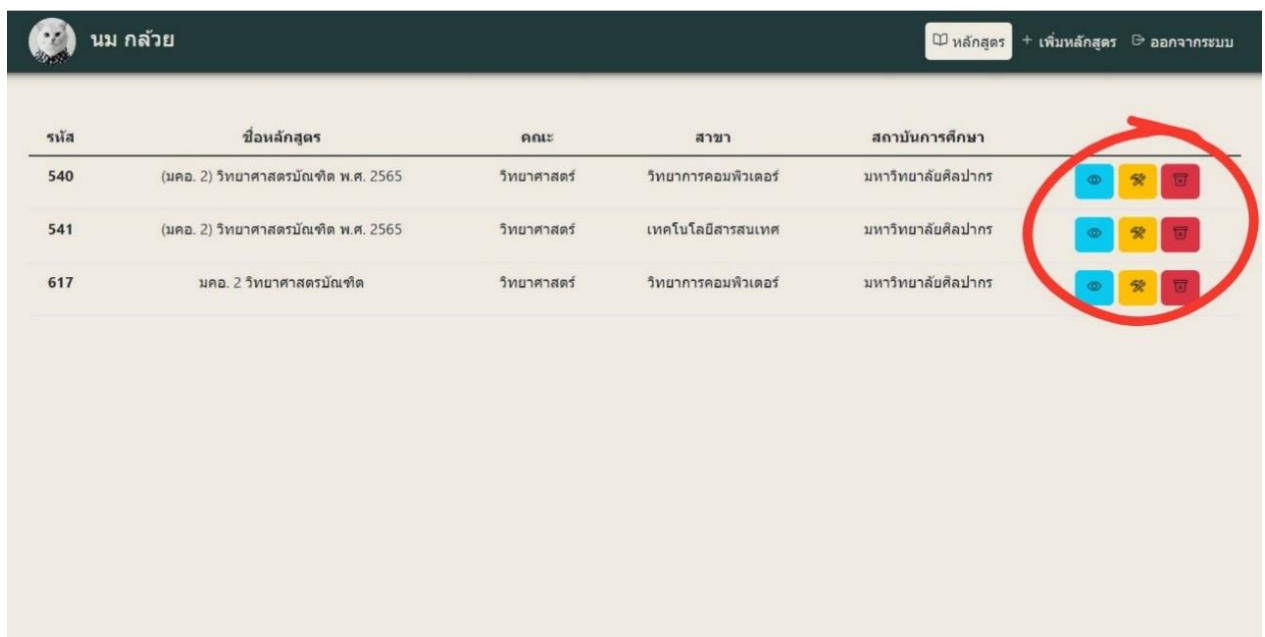 นม กล้วย
หลักสูตร + เพิ่มหลักสูตร ออกจากระบบ
รหัส ชื่อหลักสูตร คณะ สาขา สถาบันการศึกษา
540 (มคอ. 2) วิทยาศาสตรบัณฑิต พ.ศ. 2565 วิทยาศาสตร์ วิทยาการคอมพิวเตอร์ มหาวิทยาลัยศิลปากร
541 (มคอ. 2) วิทยาศาสตรบัณฑิต พ.ศ. 2565 วิทยาศาสตร์ เทคโนโลยีสารสนเทศ มหาวิทยาลัยศิลปากร
617 มคอ. 2 วิทยาศาสตรบัณฑิต วิทยาศาสตร์ วิทยาการคอมพิวเตอร์ มหาวิทยาลัยศิลปากร